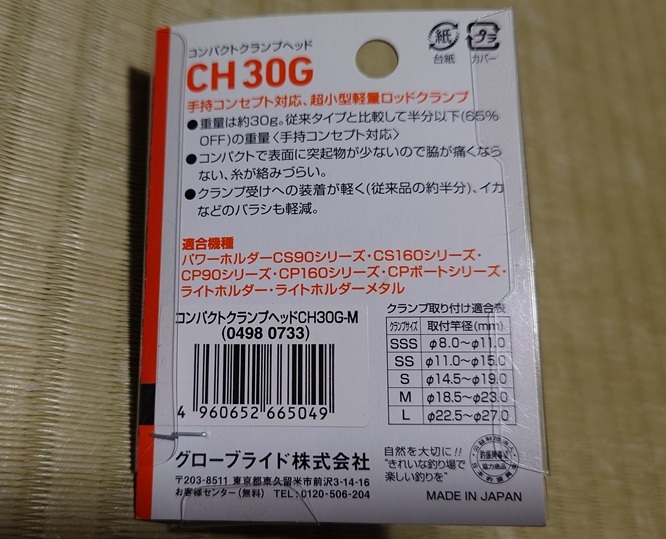 コンパクトクランプヘッド
CH 30G
手持コンセプト対応、超小型軽量ロッドクランプ
●重量は約30g。従来タイプと比較して半分以下(65%
OFF)の重量〈手持コンセプト対応〉
●コンパクトで表面に突起物が少ないので脇が痛くなら
ない、糸が絡みづらい。
●クランプ受けへの装着が軽く(従来品の約半分)、イカ
などのバラシも軽減。
紙
台紙
プラ
カバー
適合機種
パワーホルダーCS90シリーズ・CS160シリーズ・
CP90シリーズ・CP160シリーズ・CPボートシリーズ・
ライトホルダー・ライトホルダーメタル
コンパクトクランプヘッドCH30G-M
(0498 0733)
4 960652 665049
クランプ取り付け適合表
クランプサイズ 取付竿径(mm)
SSS φ8.0〜φ11.0
SS φ11.0〜φ15.0
S φ14.5〜φ19.0
M φ18.5〜φ23.0
L φ22.5〜φ27.0
グローブライド株式会社
〒203-8511 東京都東久留米市前沢3-14-16
お客様センター(無料) TEL:0120-506-204
自然を大切に!!
"きれいな釣り場で
楽しい釣りを"
MADE IN JAPAN